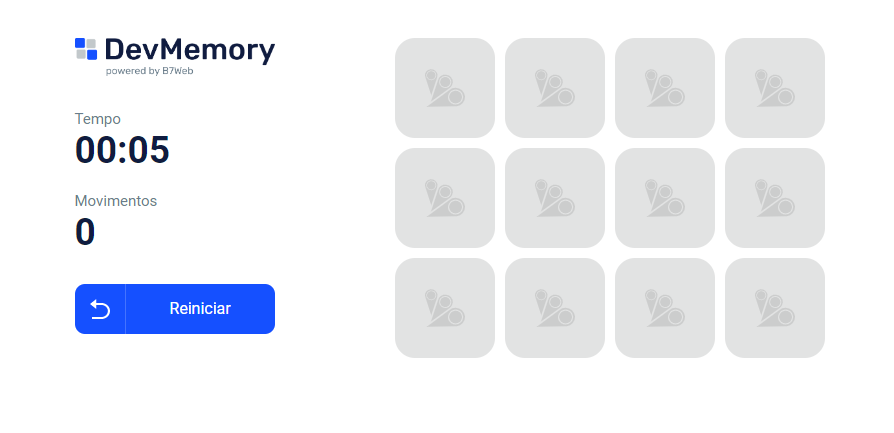 DevMemory
powered by B7Web
Tempo
00:05
Movimentos
0
Reiniciar